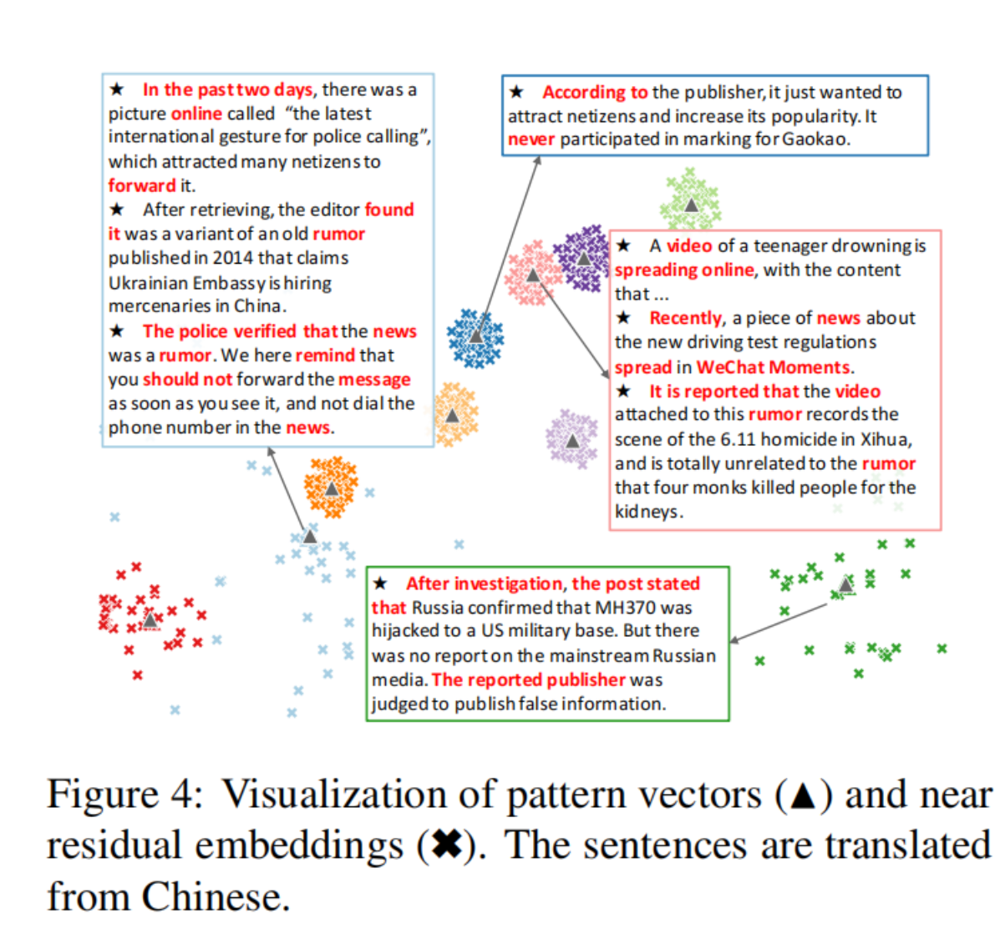 ★ In the past two days, there was a
picture online called “the latest
international gesture for police calling”,
which attracted many netizens to
forward it.
★ After retrieving, the editor found
it was a variant of an old rumor
published in 2014 that claims
Ukrainian Embassy is hiring
mercenaries in China.
★ The police verified that the news
was a rumor. We here remind that
you should not forward the message
as soon as you see it, and not dial the
phone number in the news.
★ According to the publisher, it just wanted to
attract netizens and increase its popularity. It
never participated in marking for Gaokao.
★ A video of a teenager drowning is
spreading online, with the content
that ...
★ Recently, a piece of news about
the new driving test regulations
spread in WeChat Moments.
★ It is reported that the video
attached to this rumor records the
scene of the 6.11 homicide in Xihua,
and is totally unrelated to the rumor
that four monks killed people for the
kidneys.
★ After investigation, the post stated
that Russia confirmed that MH370 was
hijacked to a US military base. But there
was no report on the mainstream Russian
media. The reported publisher was
judged to publish false information.
Figure 4: Visualization of pattern vectors (▲) and near
residual embeddings (✖). The sentences are translated
from Chinese.